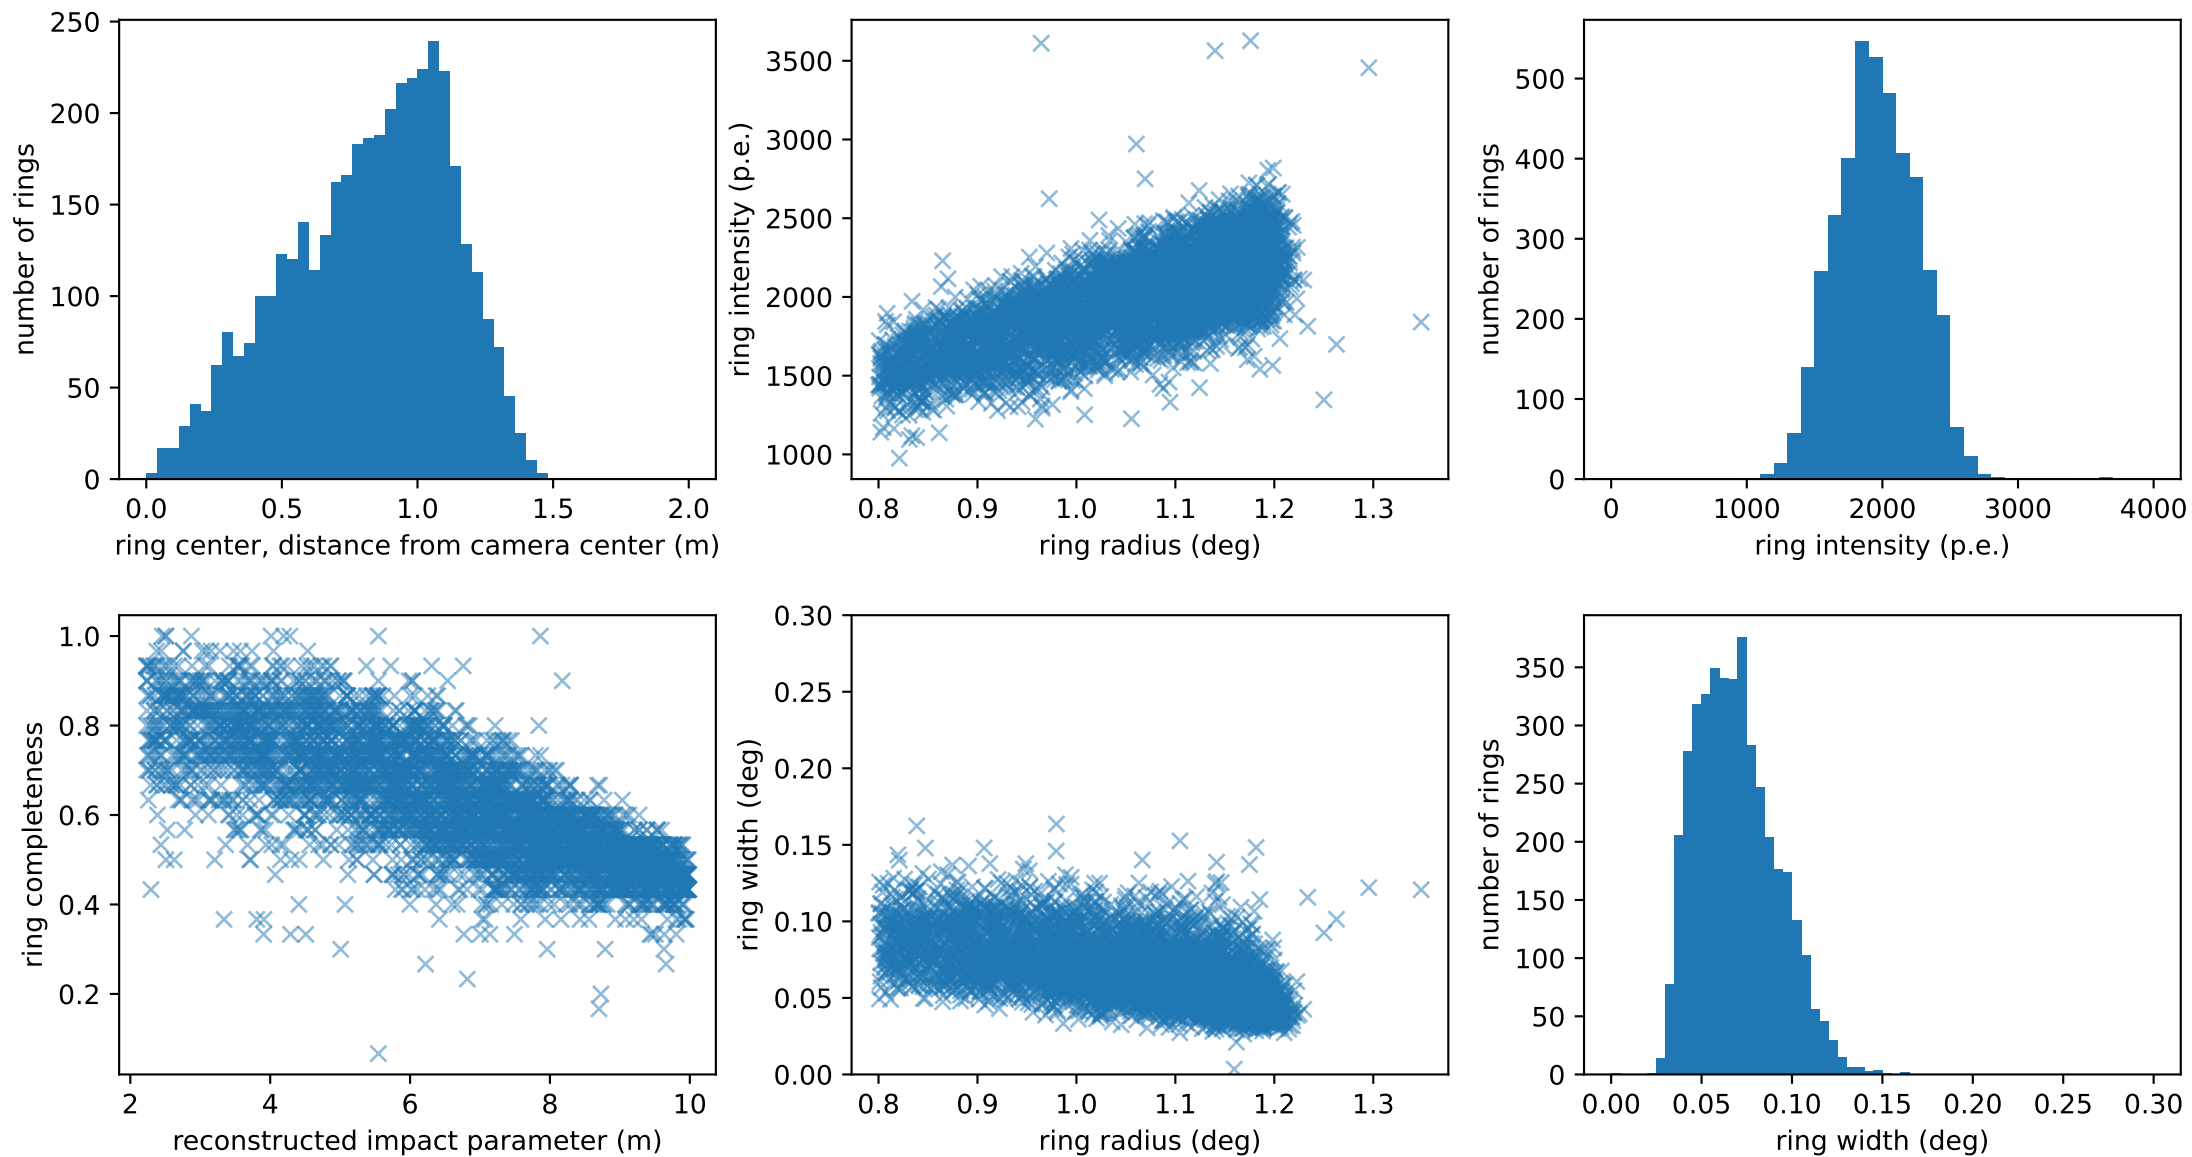 250
200
150
100
50
0
number of rings
0.0 0.5 1.0 1.5 2.0
ring center, distance from camera center (m)
3500
3000
2500
2000
1500
1000
ring intensity (p.e.)
0.8 0.9 1.0 1.1 1.2 1.3
ring radius (deg)
500
400
300
200
100
0
number of rings
0 1000 2000 3000 4000
ring intensity (p.e.)
1.0
0.8
0.6
0.4
0.2
ring completeness
2 4 6 8 10
reconstructed impact parameter (m)
0.30
0.25
0.20
0.15
0.10
0.05
0.00
ring width (deg)
0.8 0.9 1.0 1.1 1.2 1.3
ring radius (deg)
350
300
250
200
150
100
50
0
number of rings
0.00 0.05 0.10 0.15 0.20 0.25 0.30
ring width (deg)